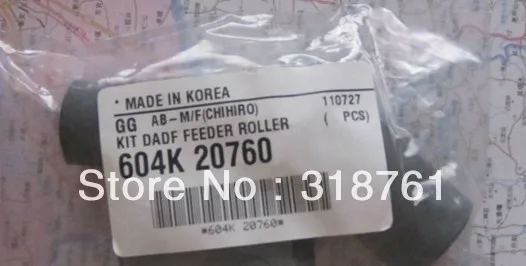 • MADE IN KOREA
GG AB-M/F(CHIHIRO) 110727
KIT DADF FEEDER ROLLER ( PCS)
604K 20760
*604K 20760*
Store No.: 318761